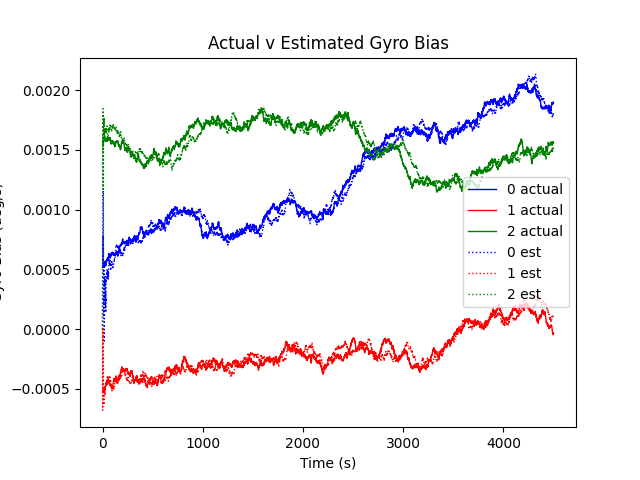 Actual v Estimated Gyro Bias
0.0020
0.0015
0.0010
0.0005
0.0000
−0.0005
0 actual
1 actual
2 actual
0 est
1 est
2 est
0
1000
2000
3000
4000
Time (s)